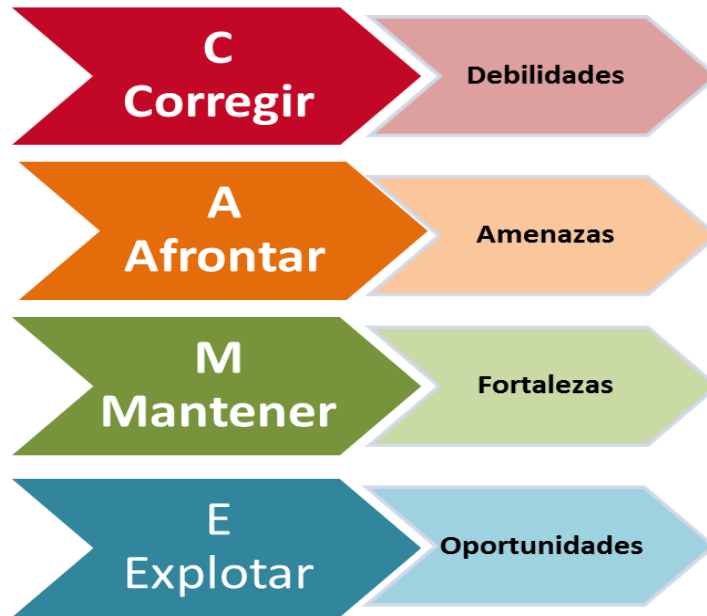 C
Corregir
Debilidades
A
Afrontar
Amenazas
M
Mantener
Fortalezas
E
Explotar
Oportunidades